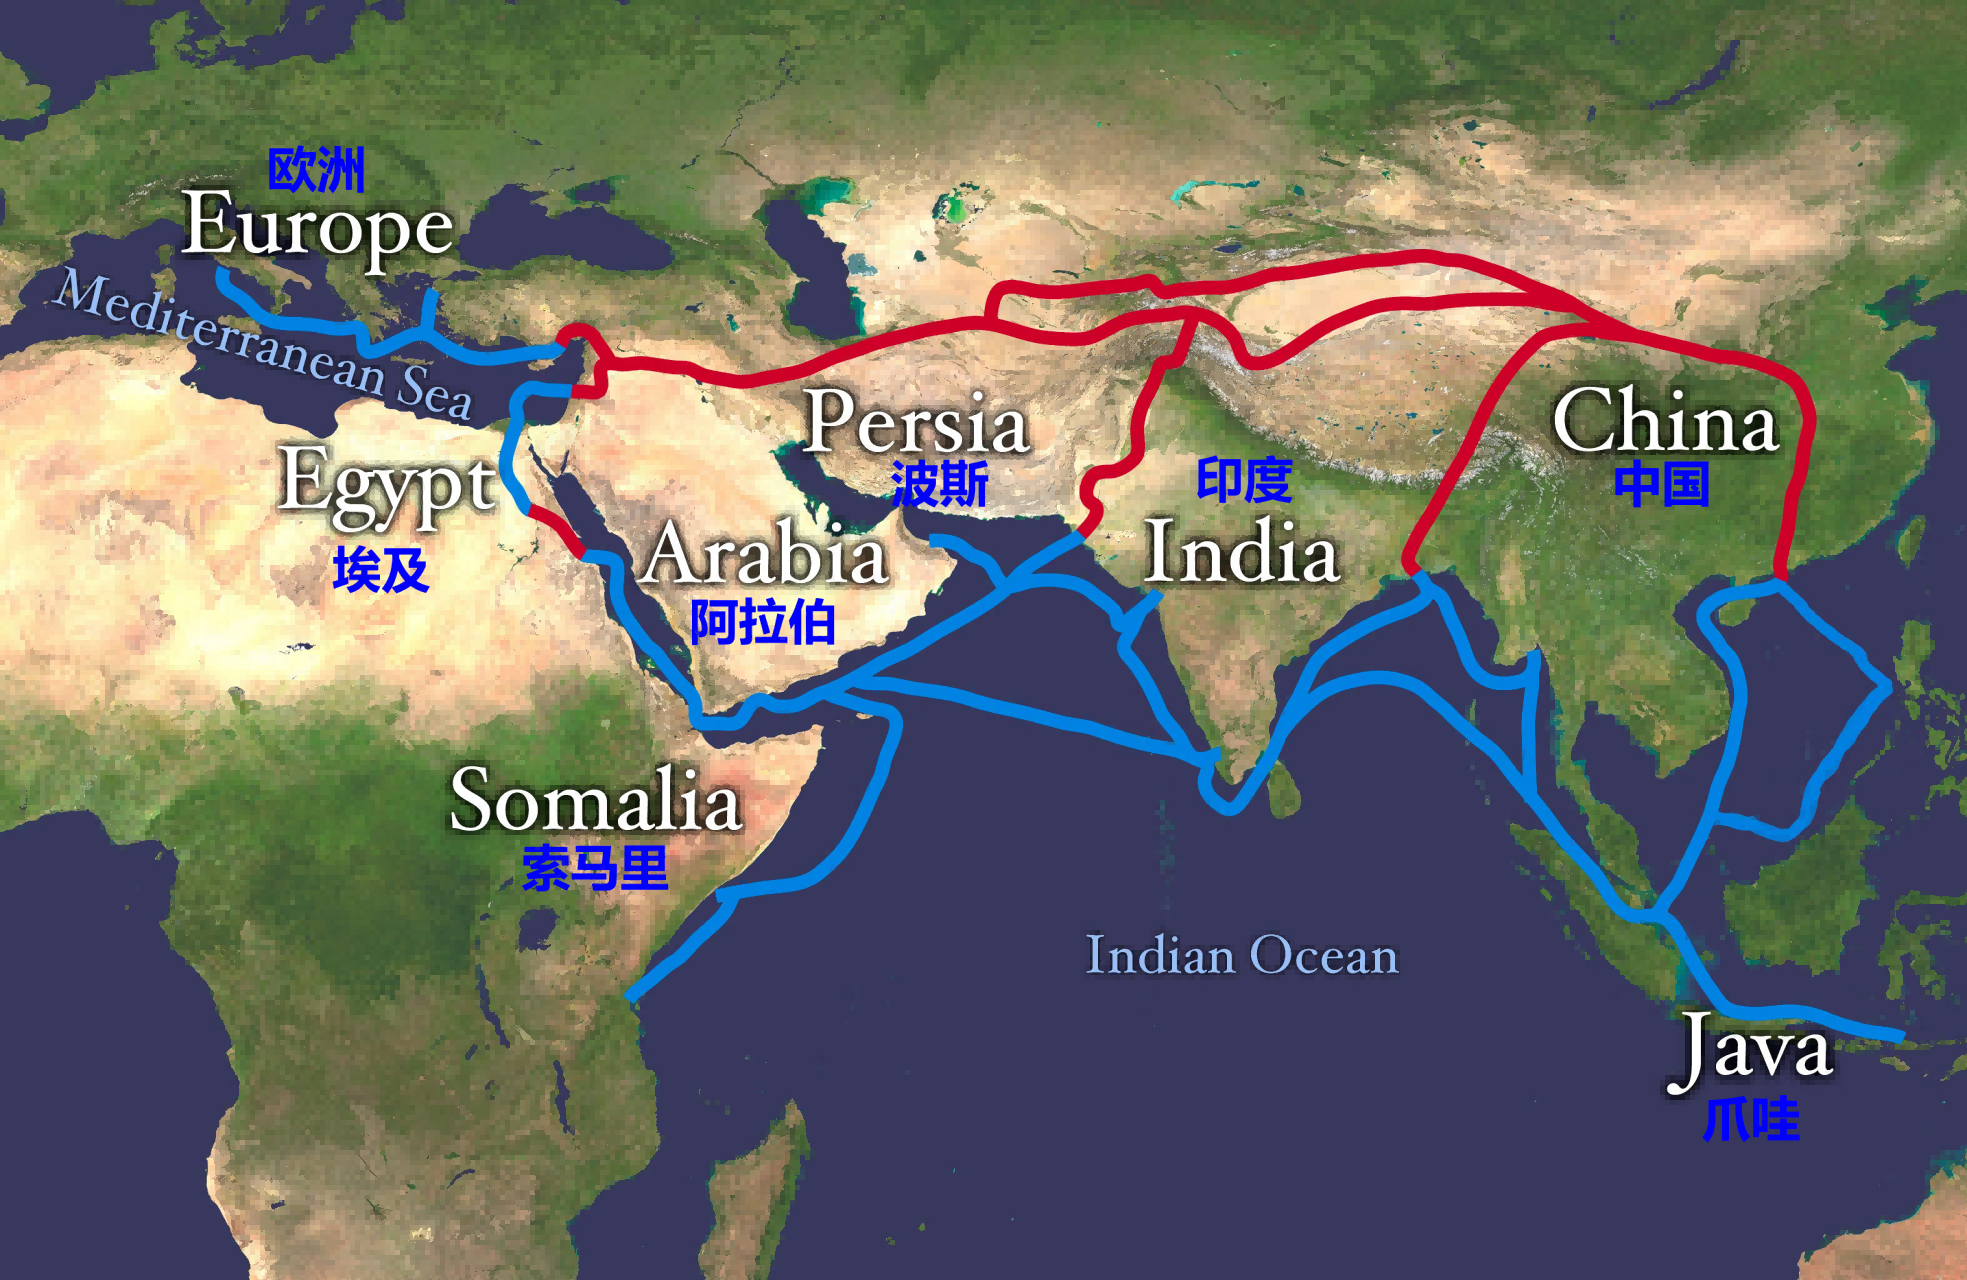 欧洲
Europe
Mediterranean Sea
Persia
波斯
China
中国
Egypt
埃及
印度
India
Arabia
阿拉伯
Somalia
索马里
Indian Ocean
Java
爪哇